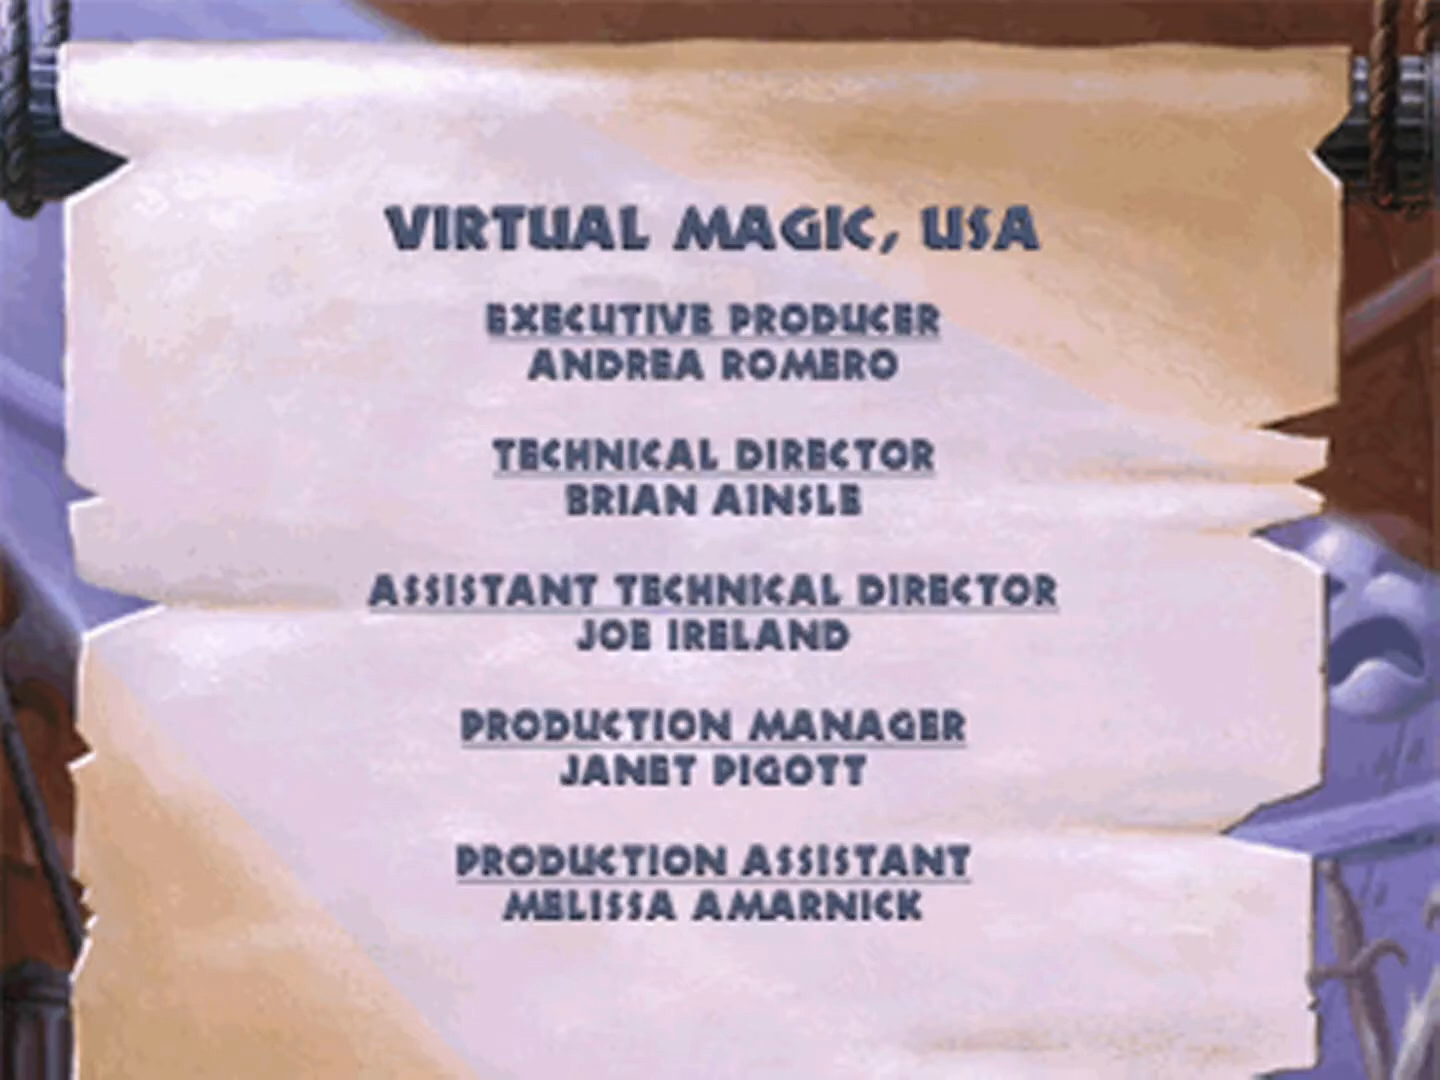 VIRTUAL MAGIC, USA
EXECUTIVE PRODUCER
ANDREA ROMERO
TECHNICAL DIRECTOR
BRIAN AINSLE
ASSISTANT TECHNICAL DIRECTOR
JOE IRELAND
PRODUCTION MANAGER
JANET PIGOTT
PRODUCTION ASSISTANT
MELISSA AMARNICK